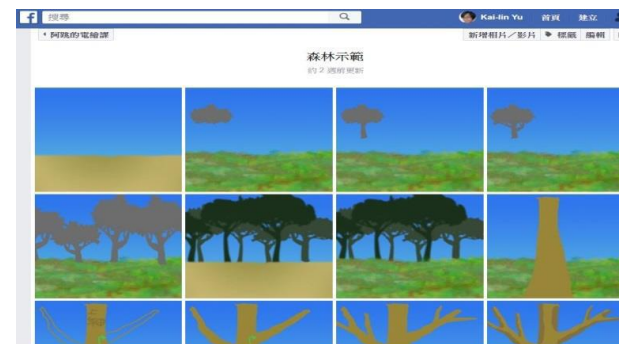 f 搜尋 Kai-lin Yu 首頁 建立
阿跳的電繪課 新增相片／影片 標籤 編輯
森林示範
約 2 週前更新